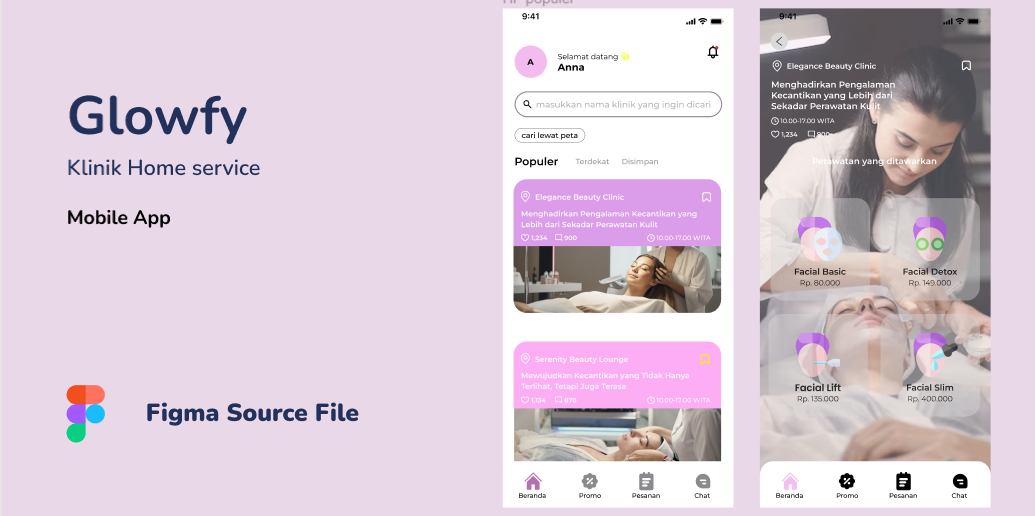 Glowfy
Klinik Home service
Mobile App
Figma Source File
HP populer
9:41
A
Selamat datang
Anna
masukkan nama klinik yang ingin dicari
cari lewat peta
Populer
Terdekat
Disimpan
Elegance Beauty Clinic
Menghadirkan Pengalaman Kecantikan yang
Lebih dari Sekadar Perawatan Kulit
1,234 900 10.00-17.00 WITA
Serenity Beauty Lounge
Mewujudkan Kecantikan yang Tidak Hanya
Terlihat, Tetapi Juga Terasa
1,134 870 10.00-17.00 WITA
Beranda
Promo
Pesanan
Chat
9:41
Elegance Beauty Clinic
Menghadirkan Pengalaman
Kecantikan yang Lebih dari
Sekadar Perawatan Kulit
10.00-17.00 WITA
1,234 900
Perawatan yang ditawarkan
Facial Basic
Rp. 80.000
Facial Detox
Rp. 149.000
Facial Lift
Rp. 135.000
Facial Slim
Rp. 400.000
Beranda
Promo
Pesanan
Chat